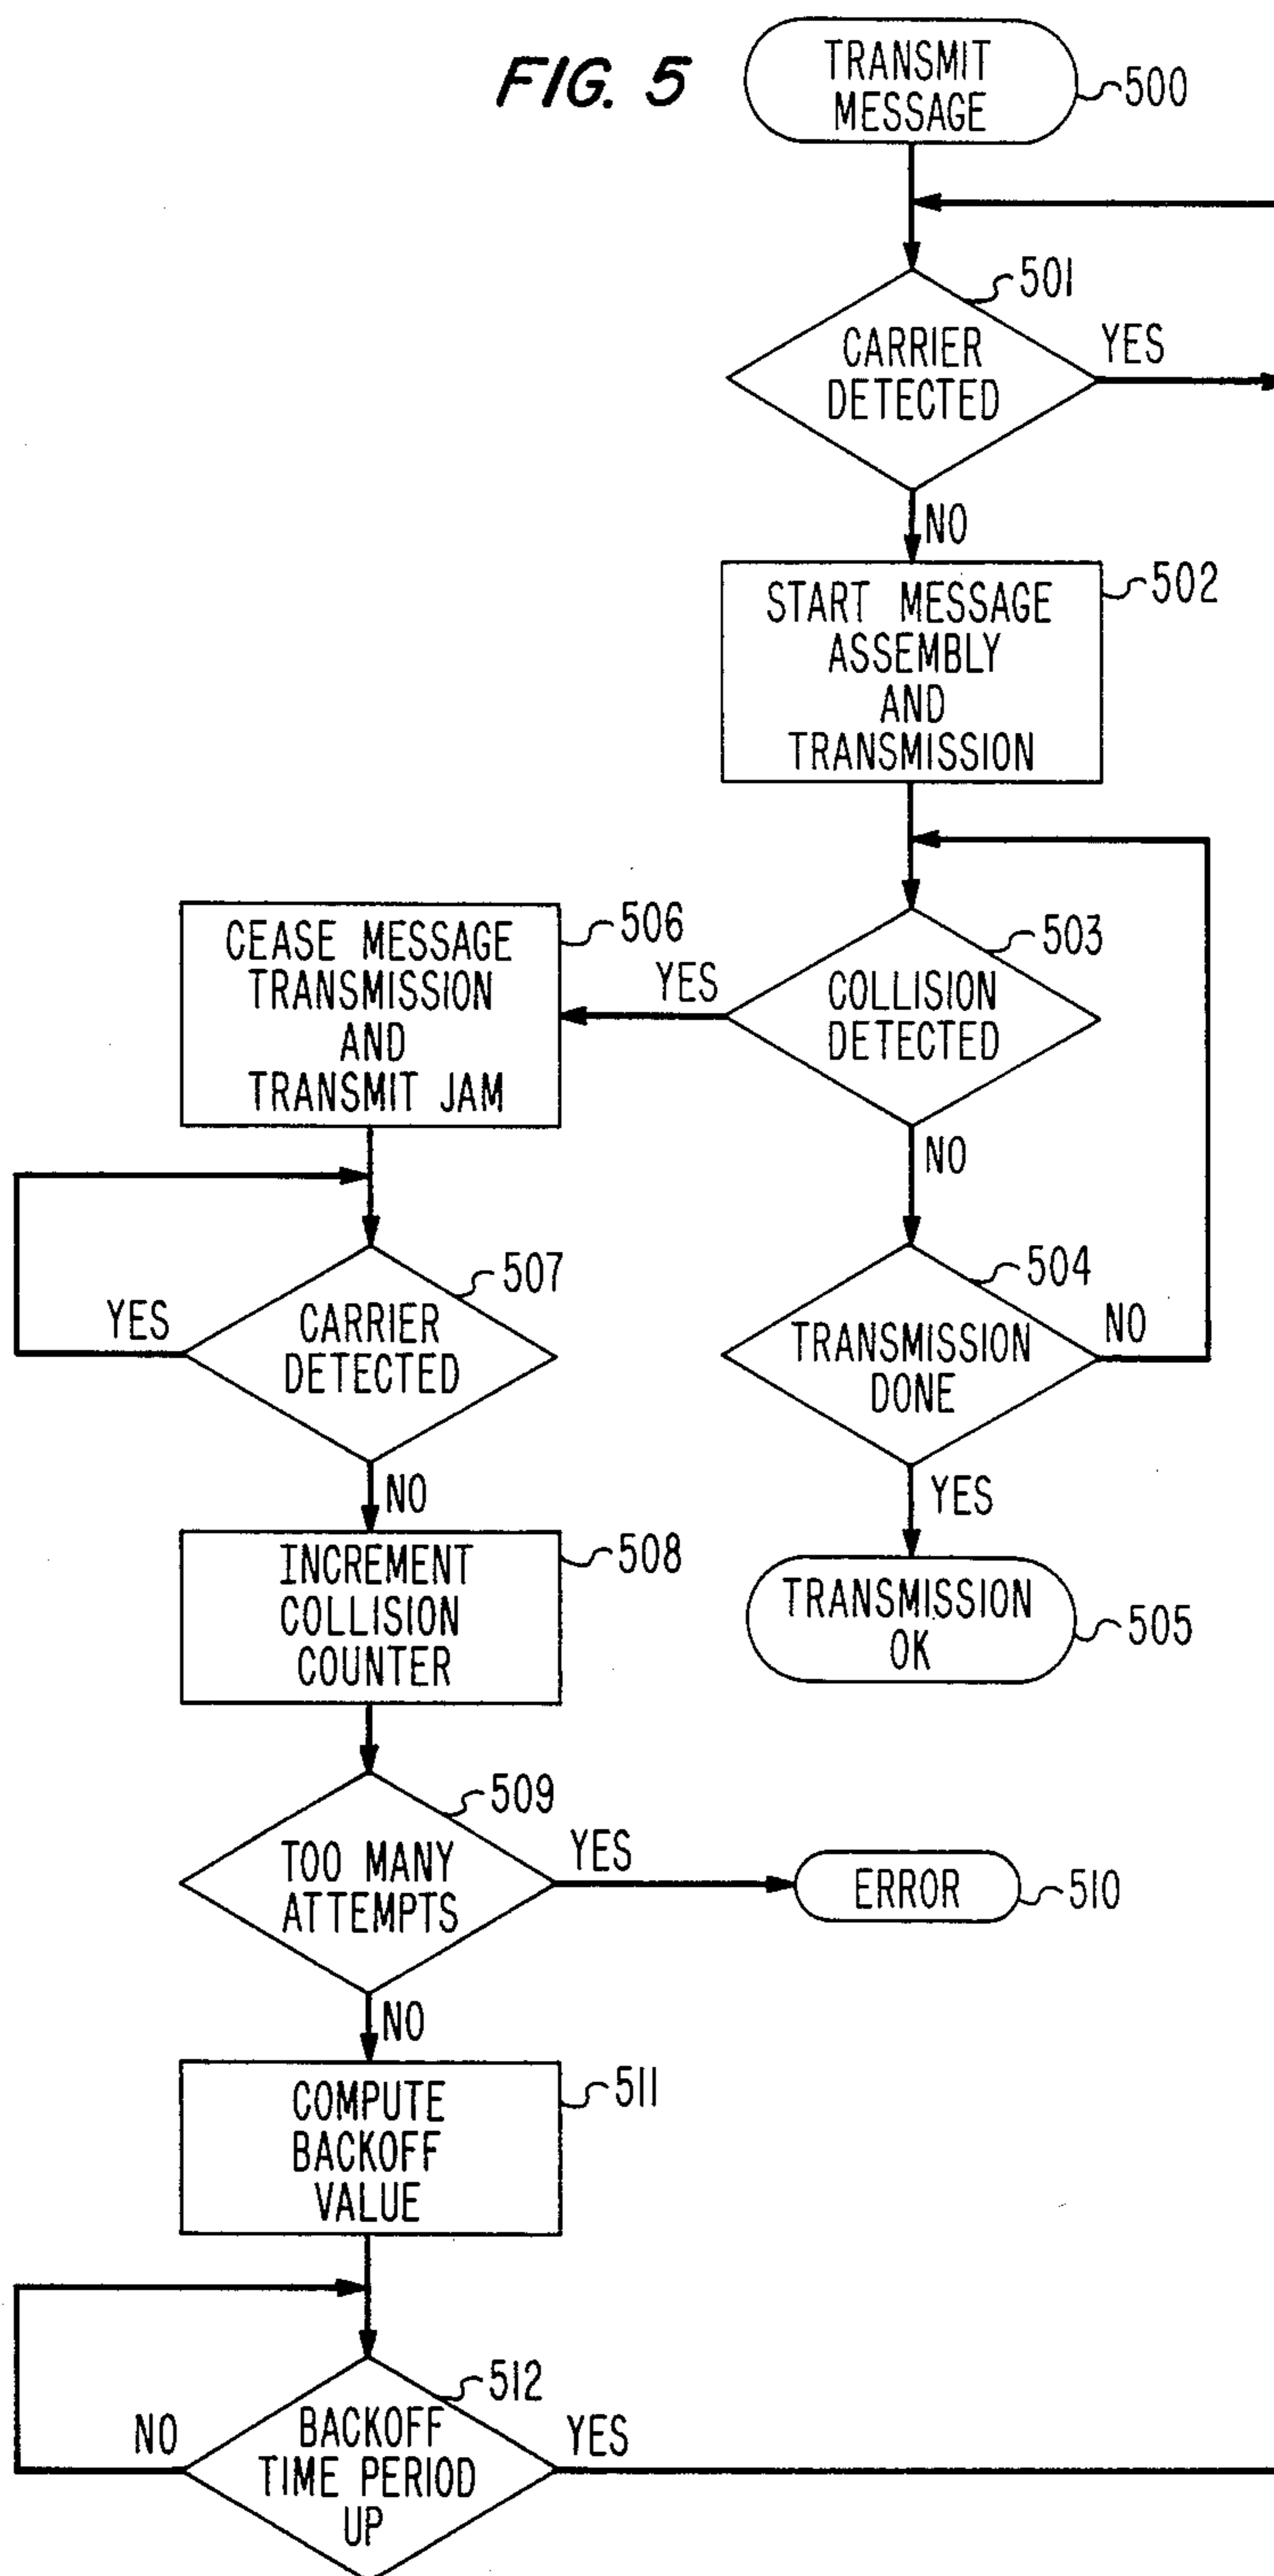 FIG. 5
TRANSMIT
MESSAGE
500
501
CARRIER
DETECTED
YES
NO
502
START MESSAGE
ASSEMBLY
AND
TRANSMISSION
503
COLLISION
DETECTED
YES
NO
506
CEASE MESSAGE
TRANSMISSION
AND
TRANSMIT JAM
504
TRANSMISSION
DONE
NO
YES
505
TRANSMISSION
OK
507
CARRIER
DETECTED
YES
NO
508
INCREMENT
COLLISION
COUNTER
509
TOO MANY
ATTEMPTS
YES
ERROR
510
NO
511
COMPUTE
BACKOFF
VALUE
512
BACKOFF
TIME PERIOD
UP
NO
YES